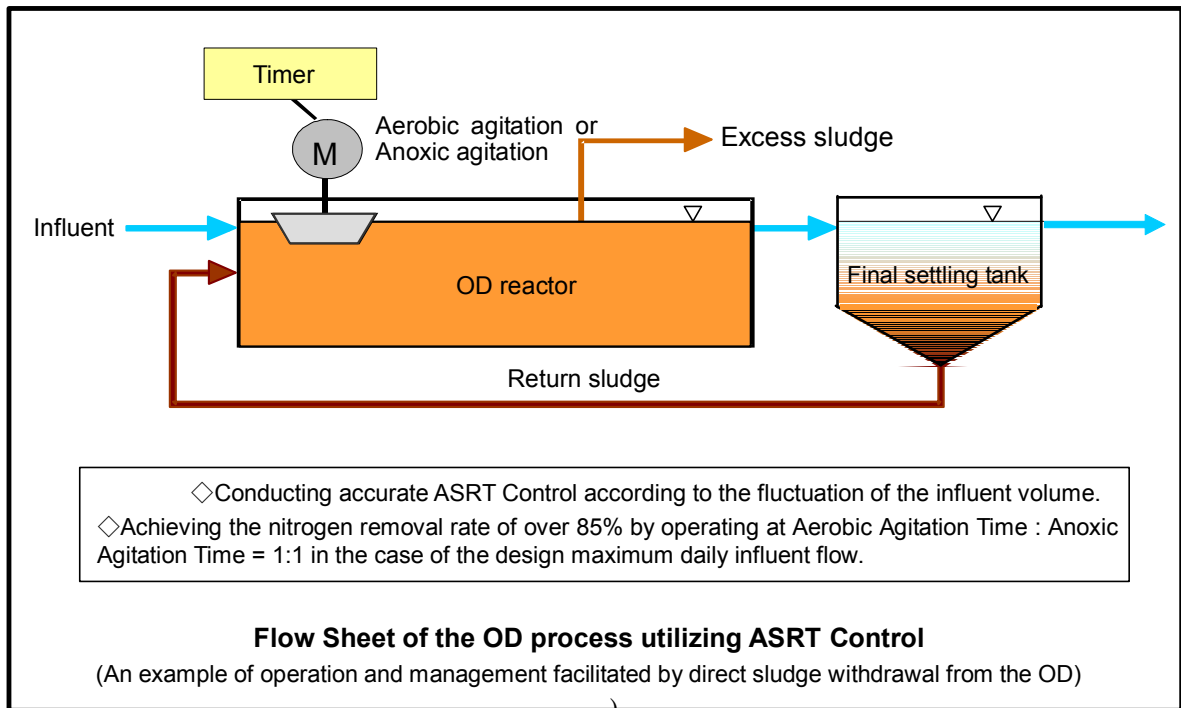 Timer
M
Aerobic agitation or
Anoxic agitation
Excess sludge
Influent
OD reactor
Final settling tank
Return sludge
◇Conducting accurate ASRT Control according to the fluctuation of the influent volume.
◇Achieving the nitrogen removal rate of over 85% by operating at Aerobic Agitation Time : Anoxic
Agitation Time = 1:1 in the case of the design maximum daily influent flow.
Flow Sheet of the OD process utilizing ASRT Control
(An example of operation and management facilitated by direct sludge withdrawal from the OD)
)